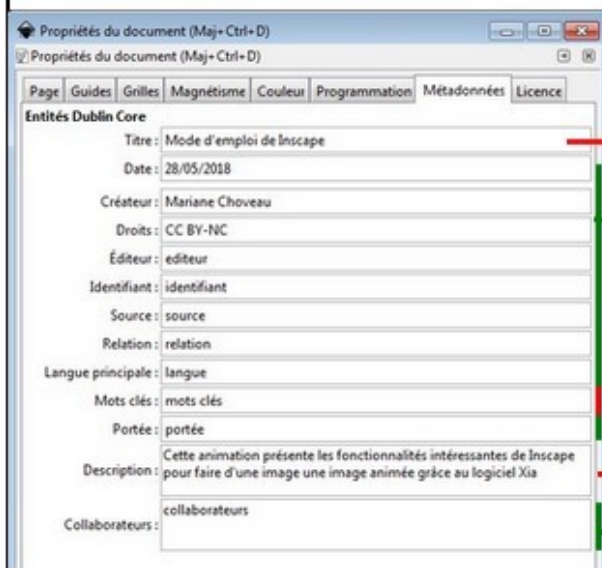 Propriétés du document (Maj+Ctrl+D)
Propriétés du document (Maj+Ctrl+D)
Page Guides Grilles Magnétisme Couleur Programmation Métadonnées Licence
Entités Dublin Core
Titre : Mode d'emploi de Inscape
Date : 28/05/2018
Créateur : Mariane Choveau
Droits : CC BY-NC
Éditeur : editeur
Identifiant : identifiant
Source : source
Relation : relation
Langue principale : langue
Mots clés : mots clés
Portée : portée
Description : Cette animation présente les fonctionnalités intéressantes de Inscape
pour faire d'une image une image animée grâce au logiciel Xia
Collaborateurs : collaborateurs